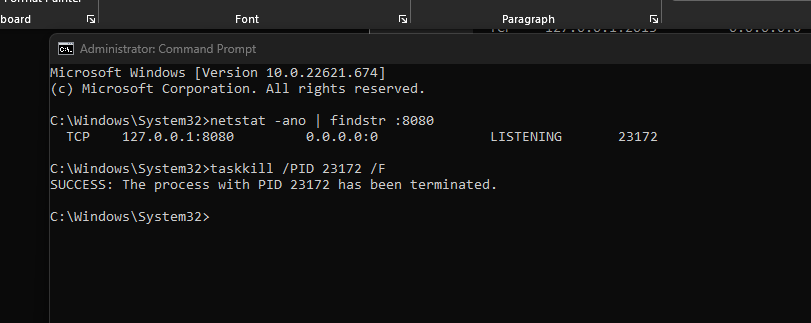 Format Painter
board Font Paragraph
Administrator: Command Prompt
Microsoft Windows [Version 10.0.22621.674]
(c) Microsoft Corporation. All rights reserved.
C:\Windows\System32>netstat -ano | findstr :8080
TCP 127.0.0.1:8080 0.0.0.0:0 LISTENING 23172
C:\Windows\System32>taskkill /PID 23172 /F
SUCCESS: The process with PID 23172 has been terminated.
C:\Windows\System32>